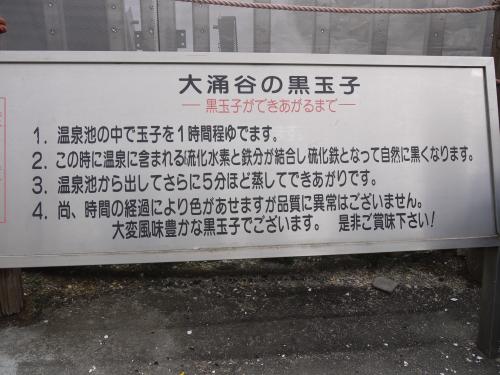 大涌谷の黒玉子
―黒玉子ができあがるまで―
1. 温泉池の中で玉子を1時間程ゆでます。
2. この時に温泉に含まれる硫化水素と鉄分が結合し硫化鉄となって自然に黒くなります。
3. 温泉池から出してさらに5分ほど蒸してできあがりです。
4. 尚、時間の経過により色があせますが品質に異常はございません。
大変風味豊かな黒玉子でございます。 是非ご賞味下さい!